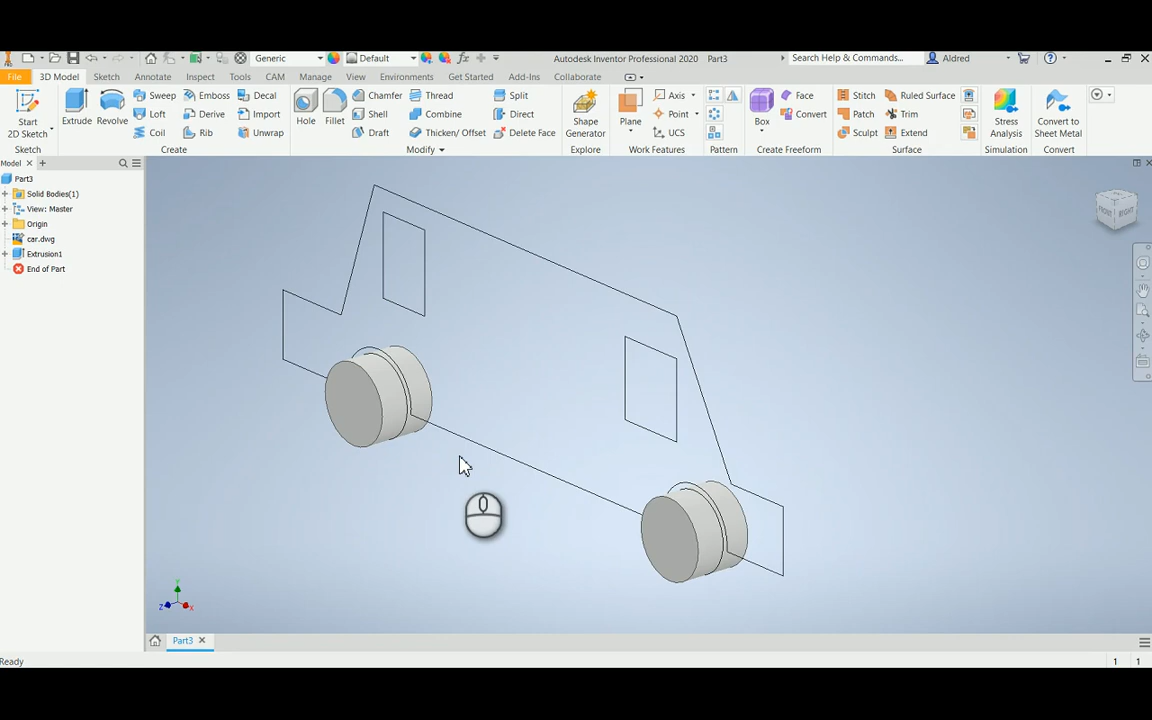 Generic Default Autodesk Inventor Professional 2020 Part3 Search Help & Commands... Aldred
File 3D Model Sketch Annotate Inspect Tools CAM Manage View Environments Get Started Add-Ins Collaborate
Start 2D Sketch
Sketch
Extrude
Revolve
Sweep Emboss Decal
Loft Derive Import
Coil Rib Unwrap
Create
Hole
Fillet
Chamfer Thread Split
Shell Combine Direct
Draft Thicken/ Offset Delete Face
Modify
Shape Generator
Explore
Plane
Axis
Point
UCS
Work Features
Pattern
Box
Face
Convert
Create Freeform
Stitch Ruled Surface
Patch Trim
Sculpt Extend
Surface
Stress Analysis
Simulation
Convert to Sheet Metal
Convert
Model
Part3
Solid Bodies(1)
View: Master
Origin
car.dwg
Extrusion1
End of Part
FRONT RIGHT
Y
Z X
Part3
Ready 1 1